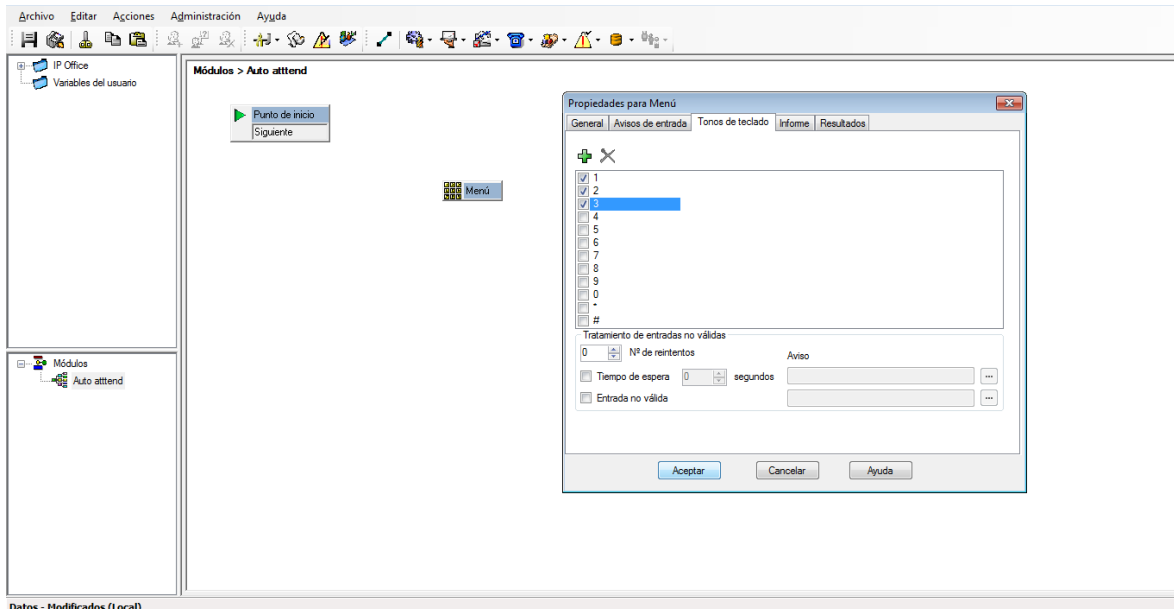 Archivo Editar Acciones Administración Ayuda
IP Office
Variables del usuario
Módulos > Auto atttend
Punto de inicio
Siguiente
Menú
Módulos
Auto atttend
Propiedades para Menú
General Avisos de entrada Tonos de teclado Informe Resultados
1
2
3
4
5
6
7
8
9
0
*
#
Tratamiento de entradas no válidas
0 Nº de reintentos Aviso
Tiempo de espera 0 segundos ...
Entrada no válida ...
Aceptar Cancelar Ayuda
Datos - Modificados (Local)